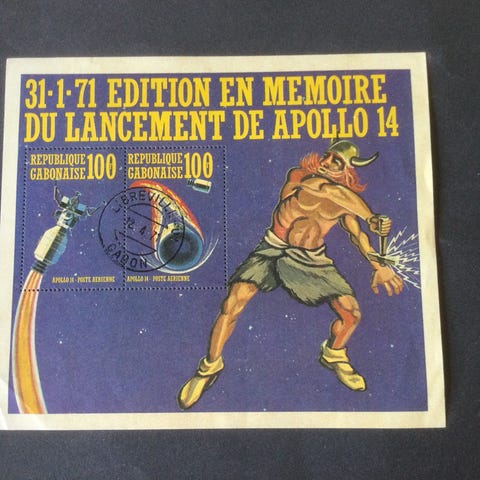 31·1·71 EDITION EN MEMOIRE
DU LANCEMENT DE APOLLO 14
REPUBLIQUE
GABONAISE 100
APOLLO 14 - POSTE AERIENNE
REPUBLIQUE
GABONAISE 100
APOLLO 14 - POSTE AERIENNE
LIBREVILLE
GABON